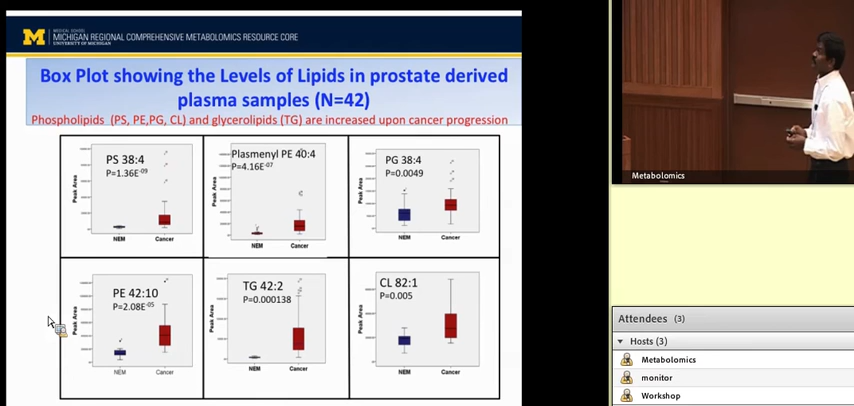 MEDICAL SCHOOL
MICHIGAN REGIONAL COMPREHENSIVE METABOLOMICS RESOURCE CORE
UNIVERSITY OF MICHIGAN
Box Plot showing the Levels of Lipids in prostate derived
plasma samples (N=42)
Phospholipids (PS, PE,PG, CL) and glycerolipids (TG) are increased upon cancer progression
PS 38:4
P=1.36E-09
Peak Area
NEM Cancer
Plasmenyl PE 40:4
P=4.16E-07
Peak Area
NEM Cancer
PG 38:4
P=0.0049
Peak Area
NEM Cancer
PE 42:10
P=2.08E-05
Peak Area
NEM Cancer
TG 42:2
P=0.000138
Peak Area
NEM Cancer
CL 82:1
P=0.005
Peak Area
NEM Cancer
Metabolomics
Attendees (3)
Hosts (3)
Metabolomics
monitor
Workshop